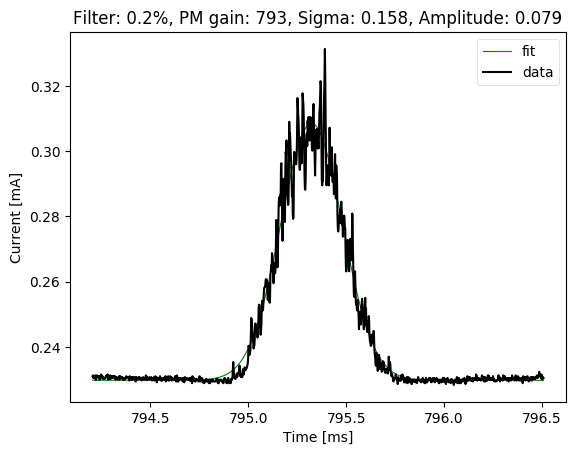 Filter: 0.2%, PM gain: 793, Sigma: 0.158, Amplitude: 0.079
fit
data
0.32
0.30
0.28
0.26
0.24
Current [mA]
794.5
795.0
795.5
796.0
796.5
Time [ms]